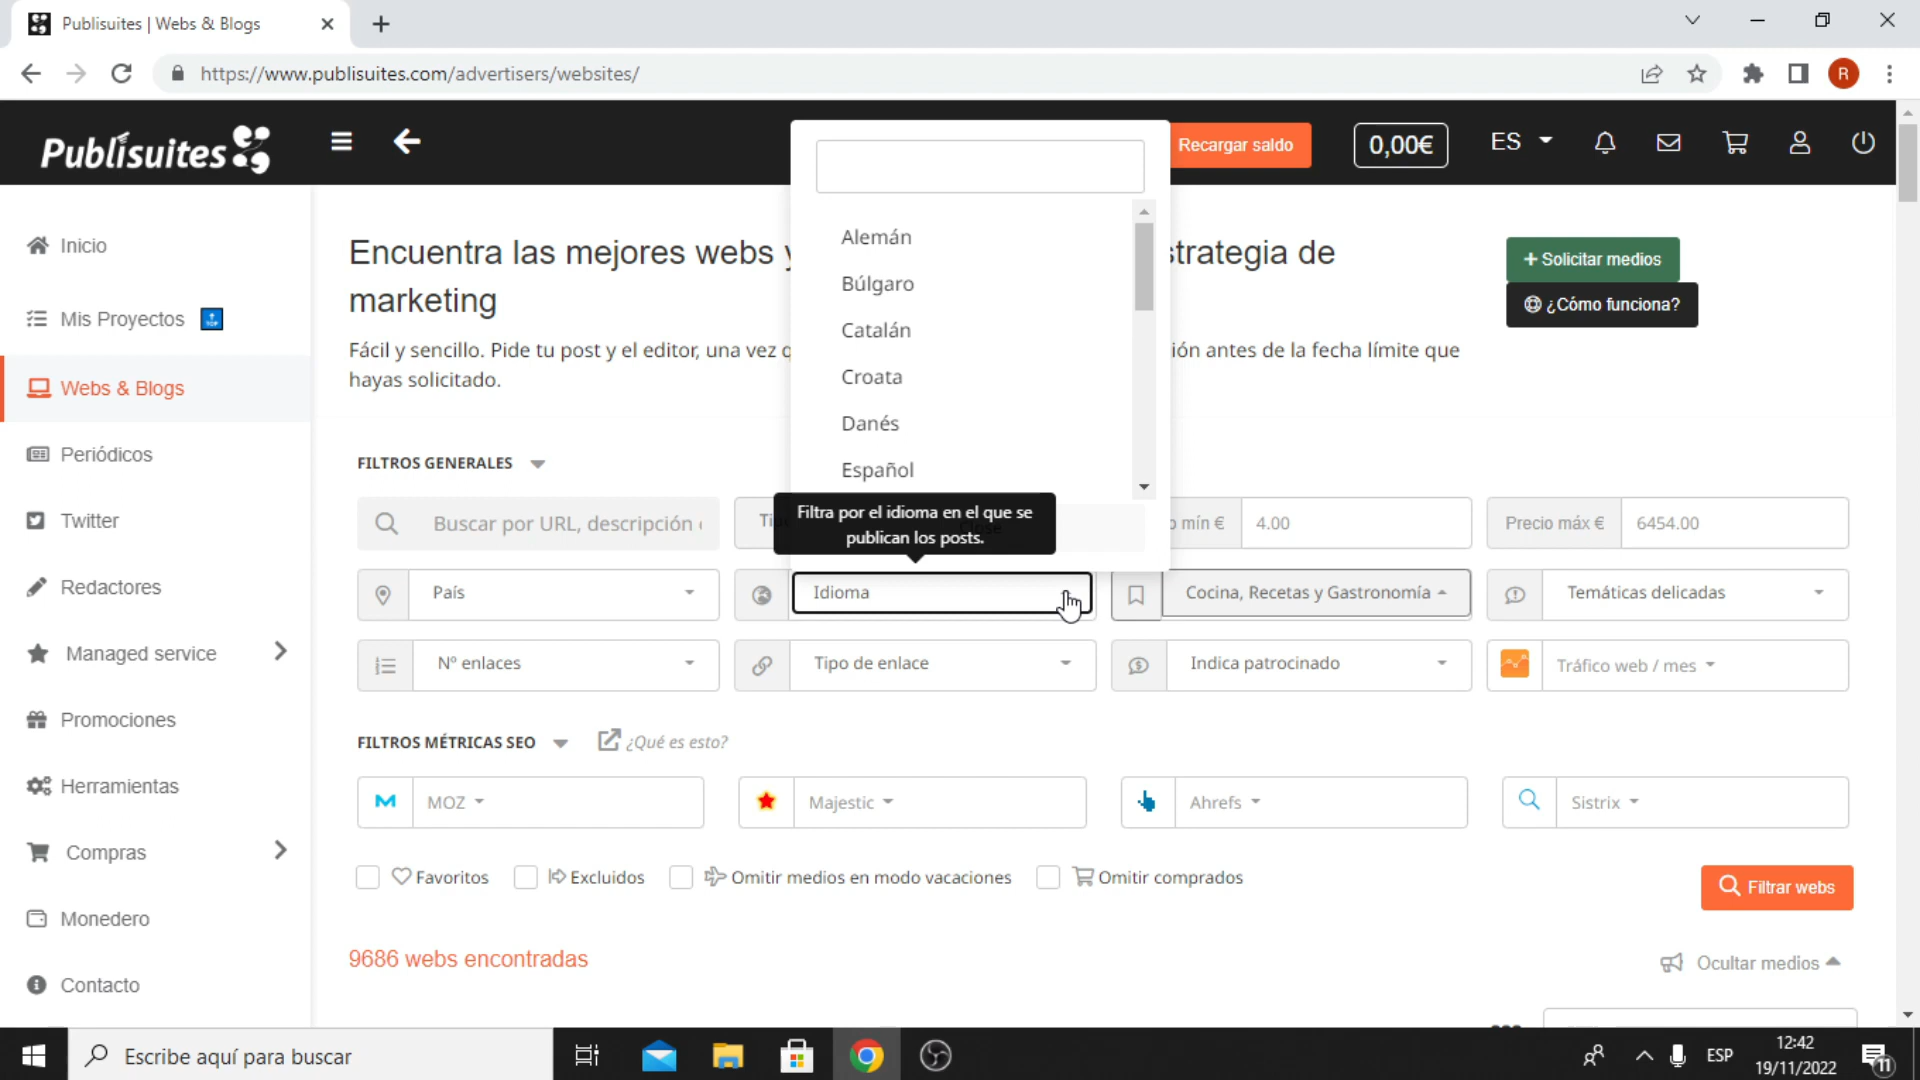 Publisuites | Webs & Blogs
https://www.publisuites.com/advertisers/websites/
R
Publisuites
Recargar saldo
0,00€
ES
Inicio
Mis Proyectos
TOP
Webs & Blogs
Periódicos
Twitter
Redactores
Managed service
Promociones
Herramientas
Compras
Monedero
Contacto
Encuentra las mejores webs y
strategia de
marketing
Fácil y sencillo. Pide tu post y el editor, una vez
ión antes de la fecha límite que
hayas solicitado.
+ Solicitar medios
¿Cómo funciona?
Alemán
Búlgaro
Catalán
Croata
Danés
Español
Filtra por el idioma en el que se
publican los posts.
FILTROS GENERALES
Buscar por URL, descripción
mín €
4.00
Precio máx €
6454.00
País
Idioma
Cocina, Recetas y Gastronomía
Temáticas delicadas
Nº enlaces
Tipo de enlace
Indica patrocinado
Tráfico web / mes
FILTROS MÉTRICAS SEO
¿Qué es esto?
MOZ
Majestic
Ahrefs
Sistrix
Favoritos
Excluidos
Omitir medios en modo vacaciones
Omitir comprados
Filtrar webs
9686 webs encontradas
Ocultar medios
Escribe aquí para buscar
ESP
12:42
19/11/2022
11